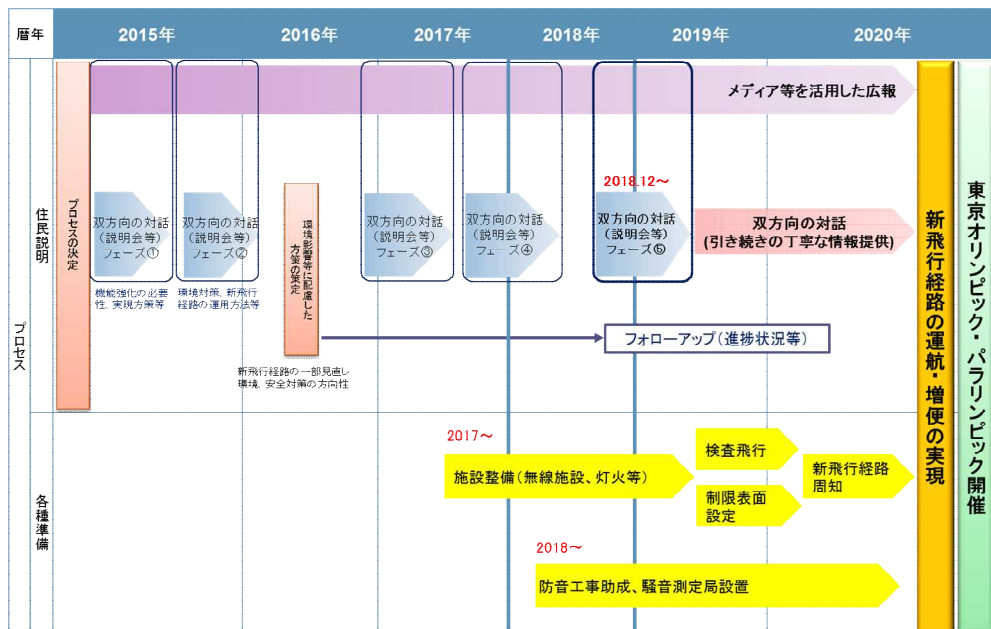 暦年
2015年
2016年
2017年
2018年
2019年
2020年
プロセス
住民説明
プロセスの決定
メディア等を活用した広報
双方向の対話
(説明会等)
フェーズ①
機能強化の必要
性、実現方策等
双方向の対話
(説明会等)
フェーズ②
環境対策、新飛行
経路の運用方法等
環境影響等に配慮した
方策の策定
新飛行経路の一部見直し
環境、安全対策の方向性
双方向の対話
(説明会等)
フェーズ③
双方向の対話
(説明会等)
フェーズ④
2018.12～
双方向の対話
(説明会等)
フェーズ⑤
双方向の対話
(引き続きの丁寧な情報提供)
フォローアップ(進捗状況等)
各種準備
2017～
施設整備(無線施設、灯火等)
検査飛行
制限表面
設定
新飛行経路
周知
2018～
防音工事助成、騒音測定局設置
新飛行経路の運航・増便の実現
東京オリンピック・パラリンピック開催